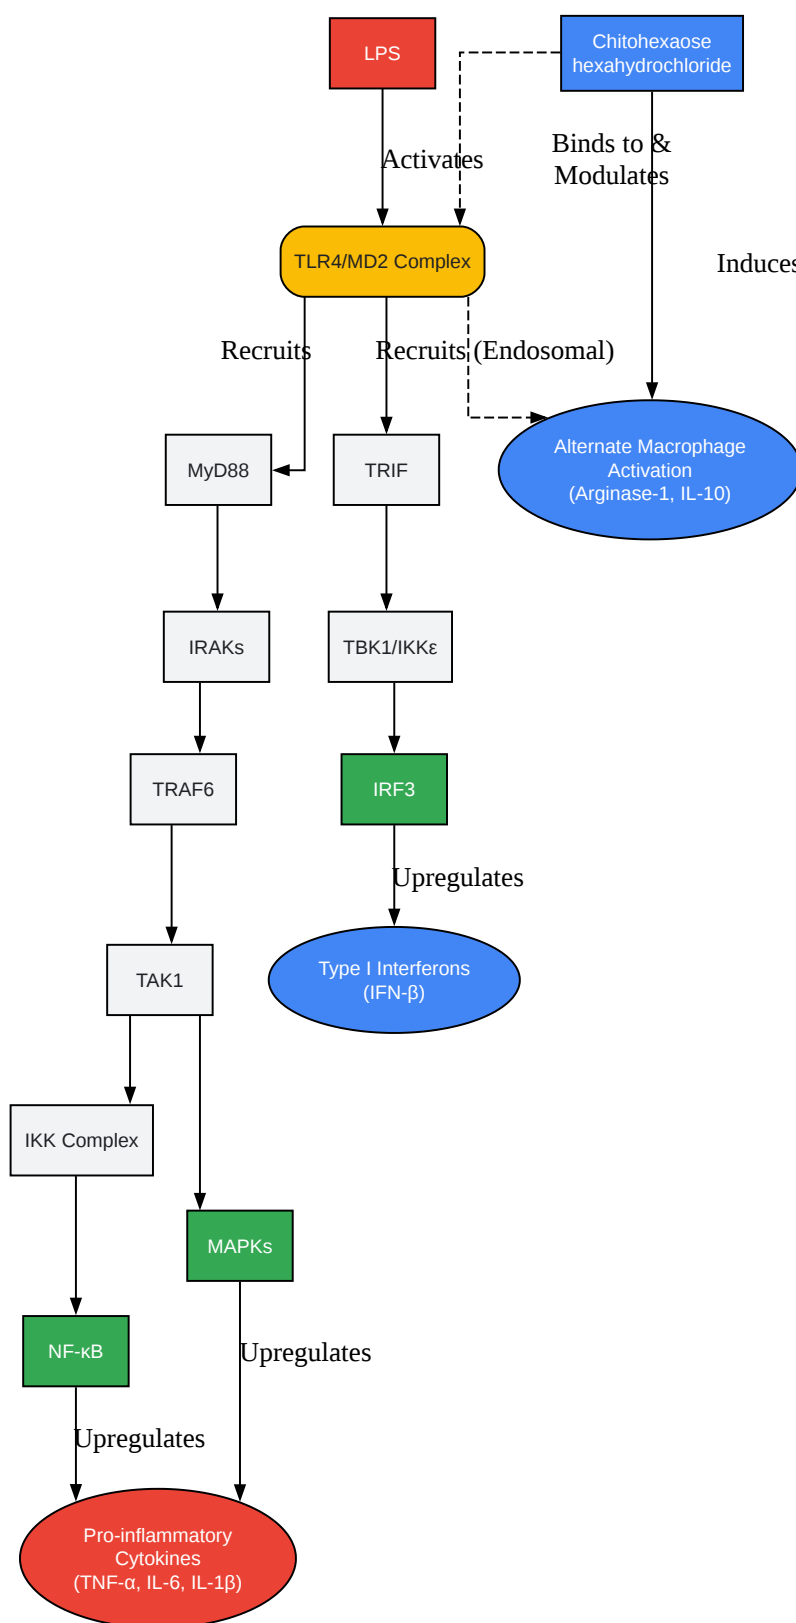 LPS
Chitohexaose
hexahydrochloride
Activates
Binds to &
Modulates
TLR4/MD2 Complex
Induces
Recruits
Recruits (Endosomal)
MyD88
TRIF
Alternate Macrophage
Activation
(Arginase-1, IL-10)
IRAKs
TBK1/IKKε
TRAF6
IRF3
Upregulates
TAK1
Type I Interferons
(IFN-β)
IKK Complex
MAPKs
NF-κB
Upregulates
Upregulates
Pro-inflammatory
Cytokines
(TNF-α, IL-6, IL-1β)